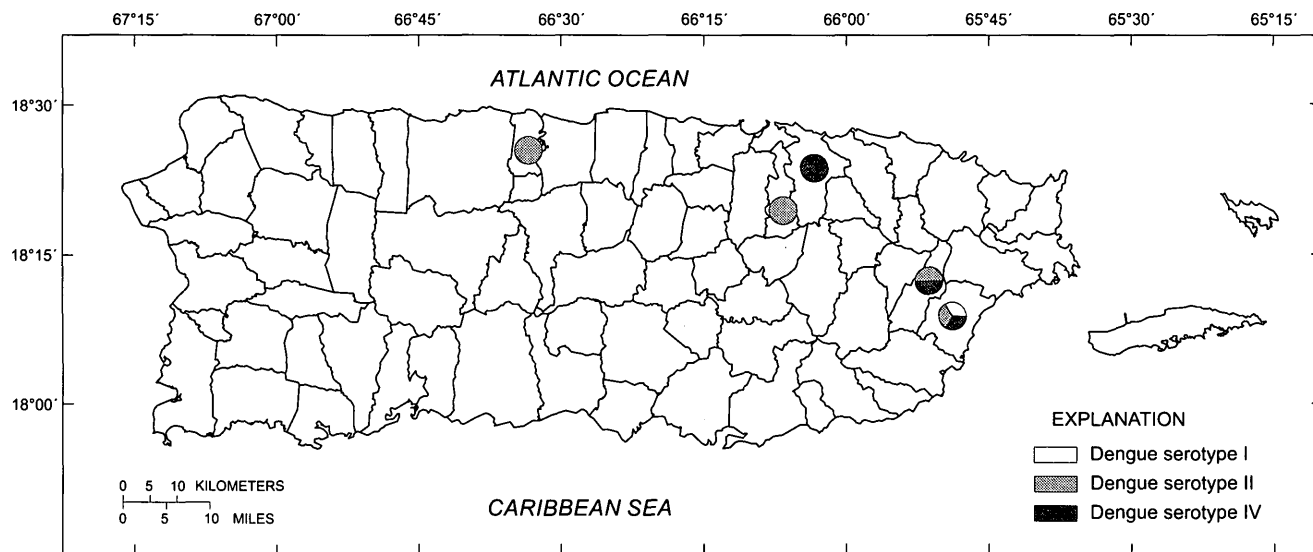 67°15´ 67°00´ 66°45´ 66°30´ 66°15´ 66°00´ 65°45´ 65°30´ 65°15´
ATLANTIC OCEAN
18°30´
18°15´
18°00´
EXPLANATION
Dengue serotype I
Dengue serotype II
Dengue serotype IV
0 5 10 KILOMETERS
0 5 10 MILES
CARIBBEAN SEA